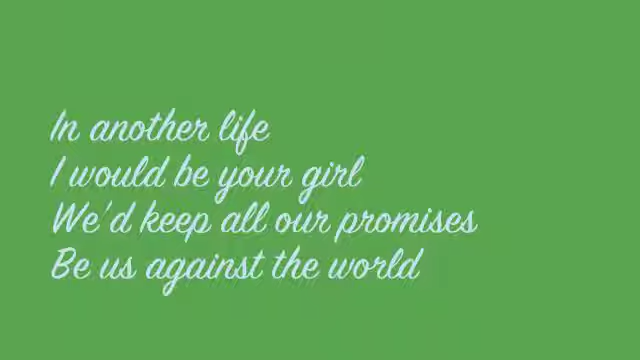 In another life
I would be your girl
We'd keep all our promises
Be us against the world